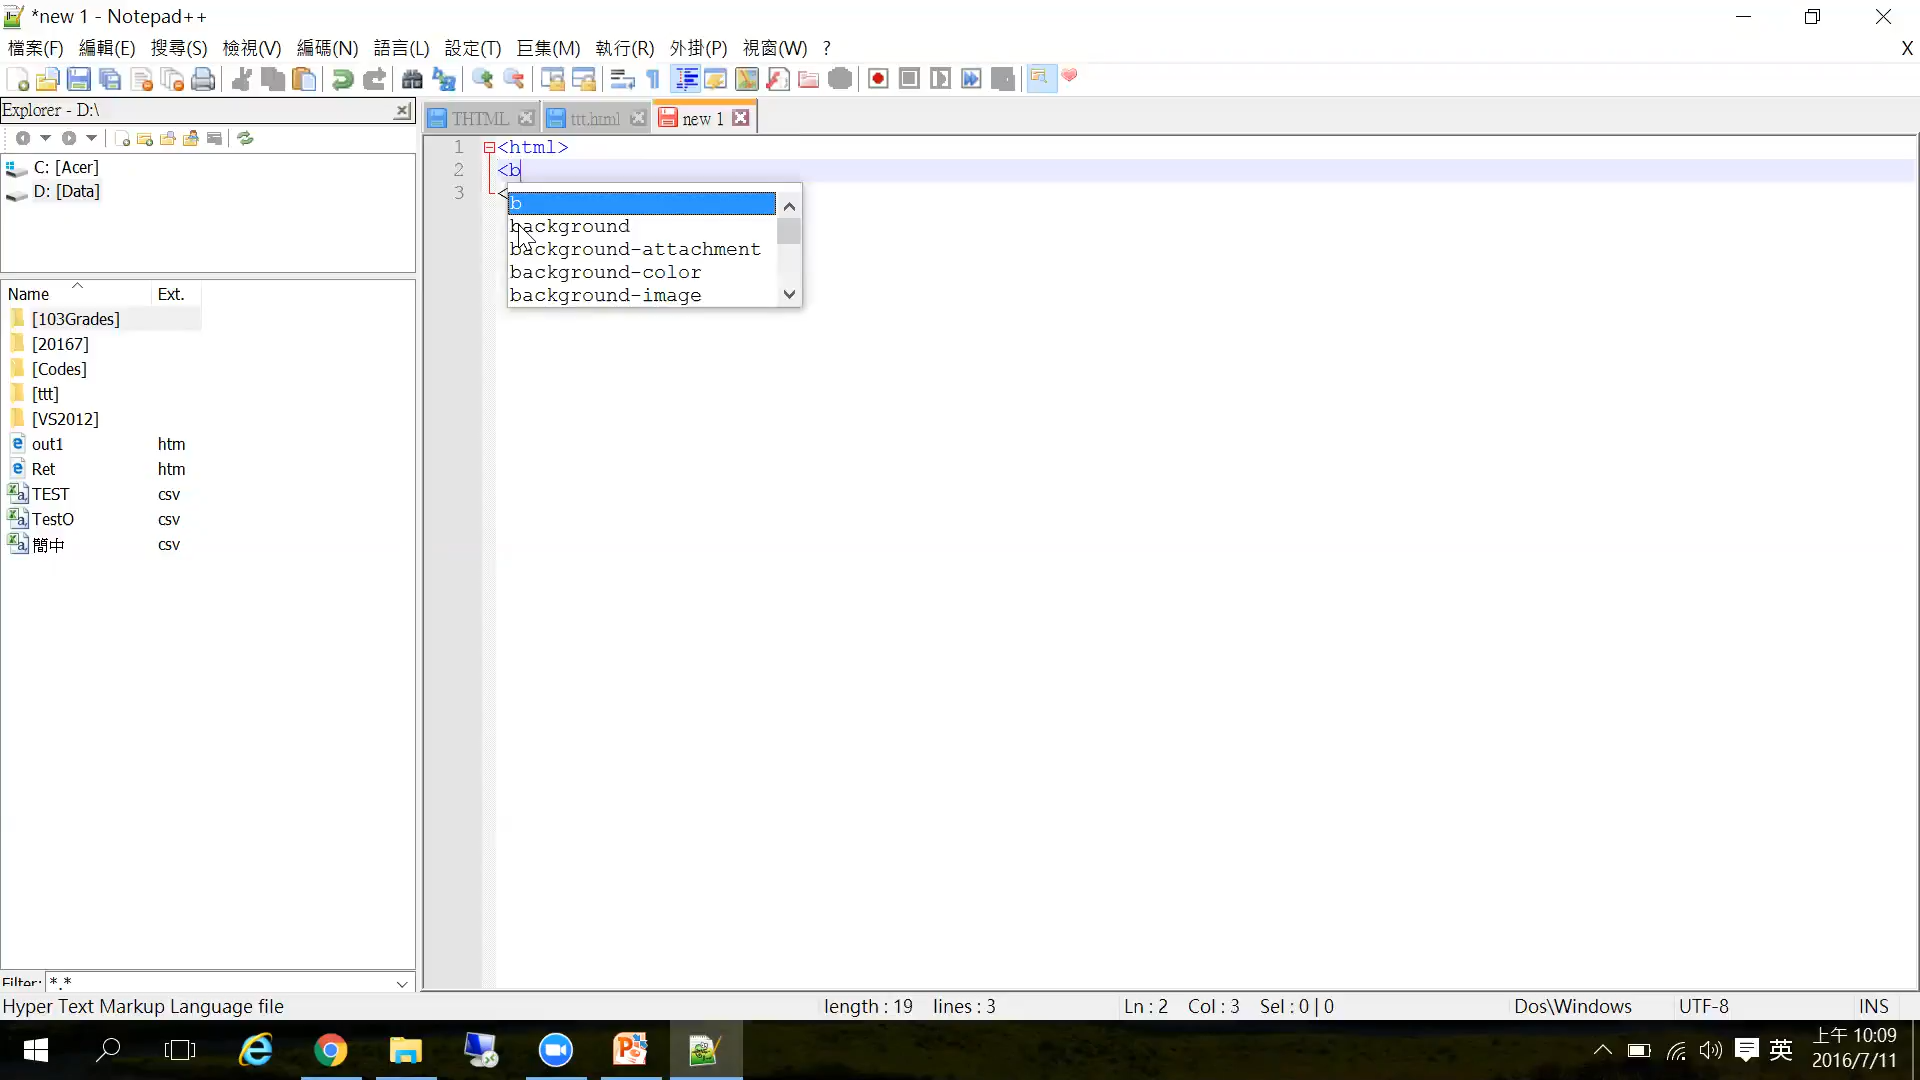 *new 1 - Notepad++
檔案(F) 編輯(E) 搜尋(S) 檢視(V) 編碼(N) 語言(L) 設定(T) 巨集(M) 執行(R) 外掛(P) 視窗(W) ?
X
Explorer - D:\
THTML ttt.html new 1
C: [Acer]
D: [Data]
1 <html>
2 <b
3 <
b
background
background-attachment
background-color
background-image
Name Ext.
[103Grades]
[20167]
[Codes]
[ttt]
[VS2012]
out1 htm
Ret htm
TEST csv
TestO csv
簡中 csv
Filter: *.*
Hyper Text Markup Language file length : 19 lines : 3 Ln : 2 Col : 3 Sel : 0 | 0 Dos\Windows UTF-8 INS
英
上午 10:09
2016/7/11